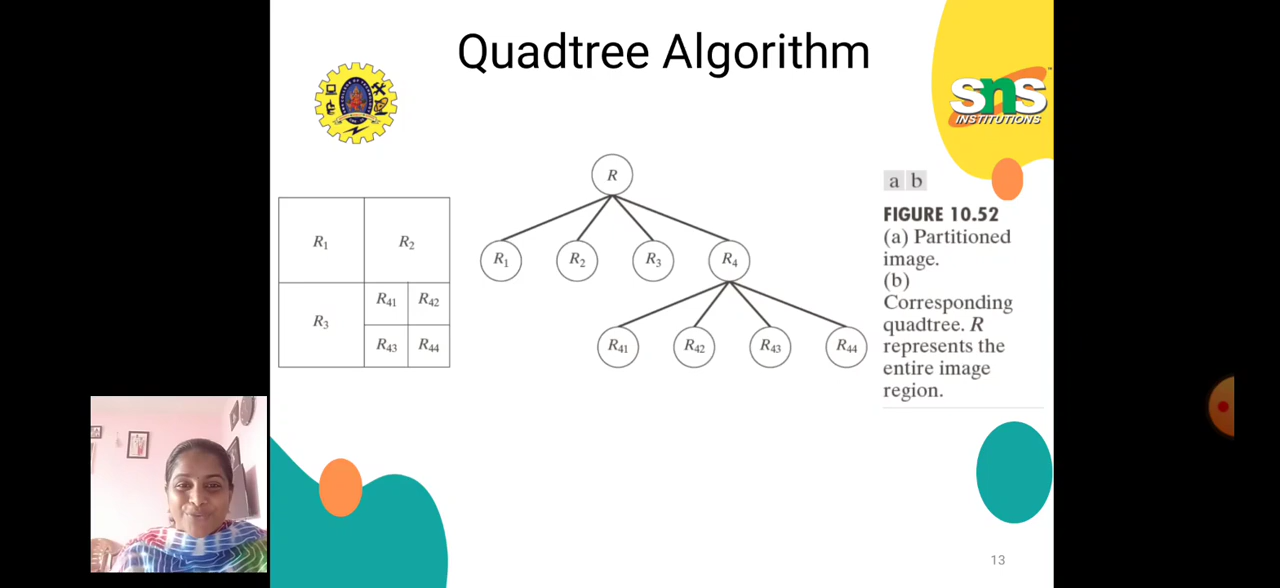 Quadtree Algorithm
SNS
INSTITUTIONS
R1
R2
R3
R41
R42
R43
R44
R
R1
R2
R3
R4
R41
R42
R43
R44
a b
FIGURE 10.52
(a) Partitioned
image.
(b)
Corresponding
quadtree. R
represents the
entire image
region.
13